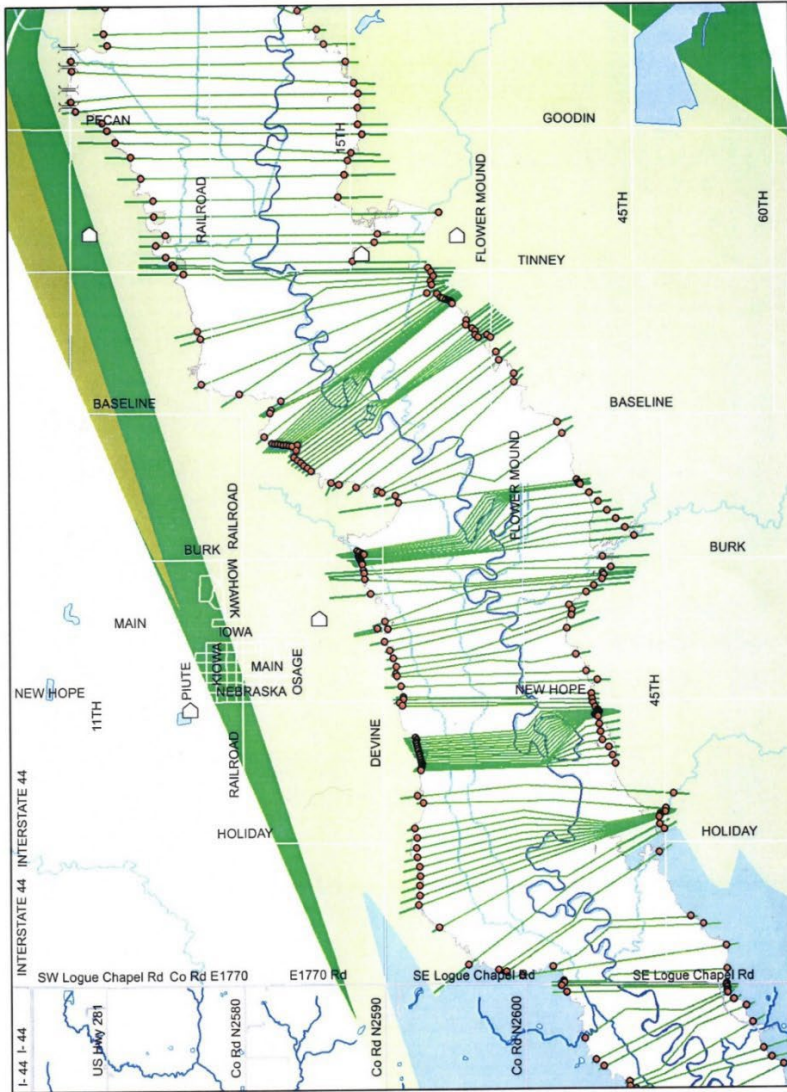 PECAN
GOODIN
15TH
RAILROAD
FLOWER MOUND
45TH
60TH
TINNEY
BASELINE
BASELINE
RAILROAD
FLOWER MOUND
BURK
BURK
MOHAWK
MAIN
IOWA
KIOWA
MAIN
OSAGE
PIUTE
NEW HOPE
NEBRASKA
NEW HOPE
45TH
11TH
DEVINE
RAILROAD
HOLIDAY
HOLIDAY
INTERSTATE 44
INTERSTATE 44
SW Logue Chapel Rd
Co Rd E1770
E1770 Rd
SE Logue Chapel Rd
SE Logue Chapel Rd
I-44
I-44
US Hwy 281
Co Rd N2580
Co Rd N2590
Co Rd N2600